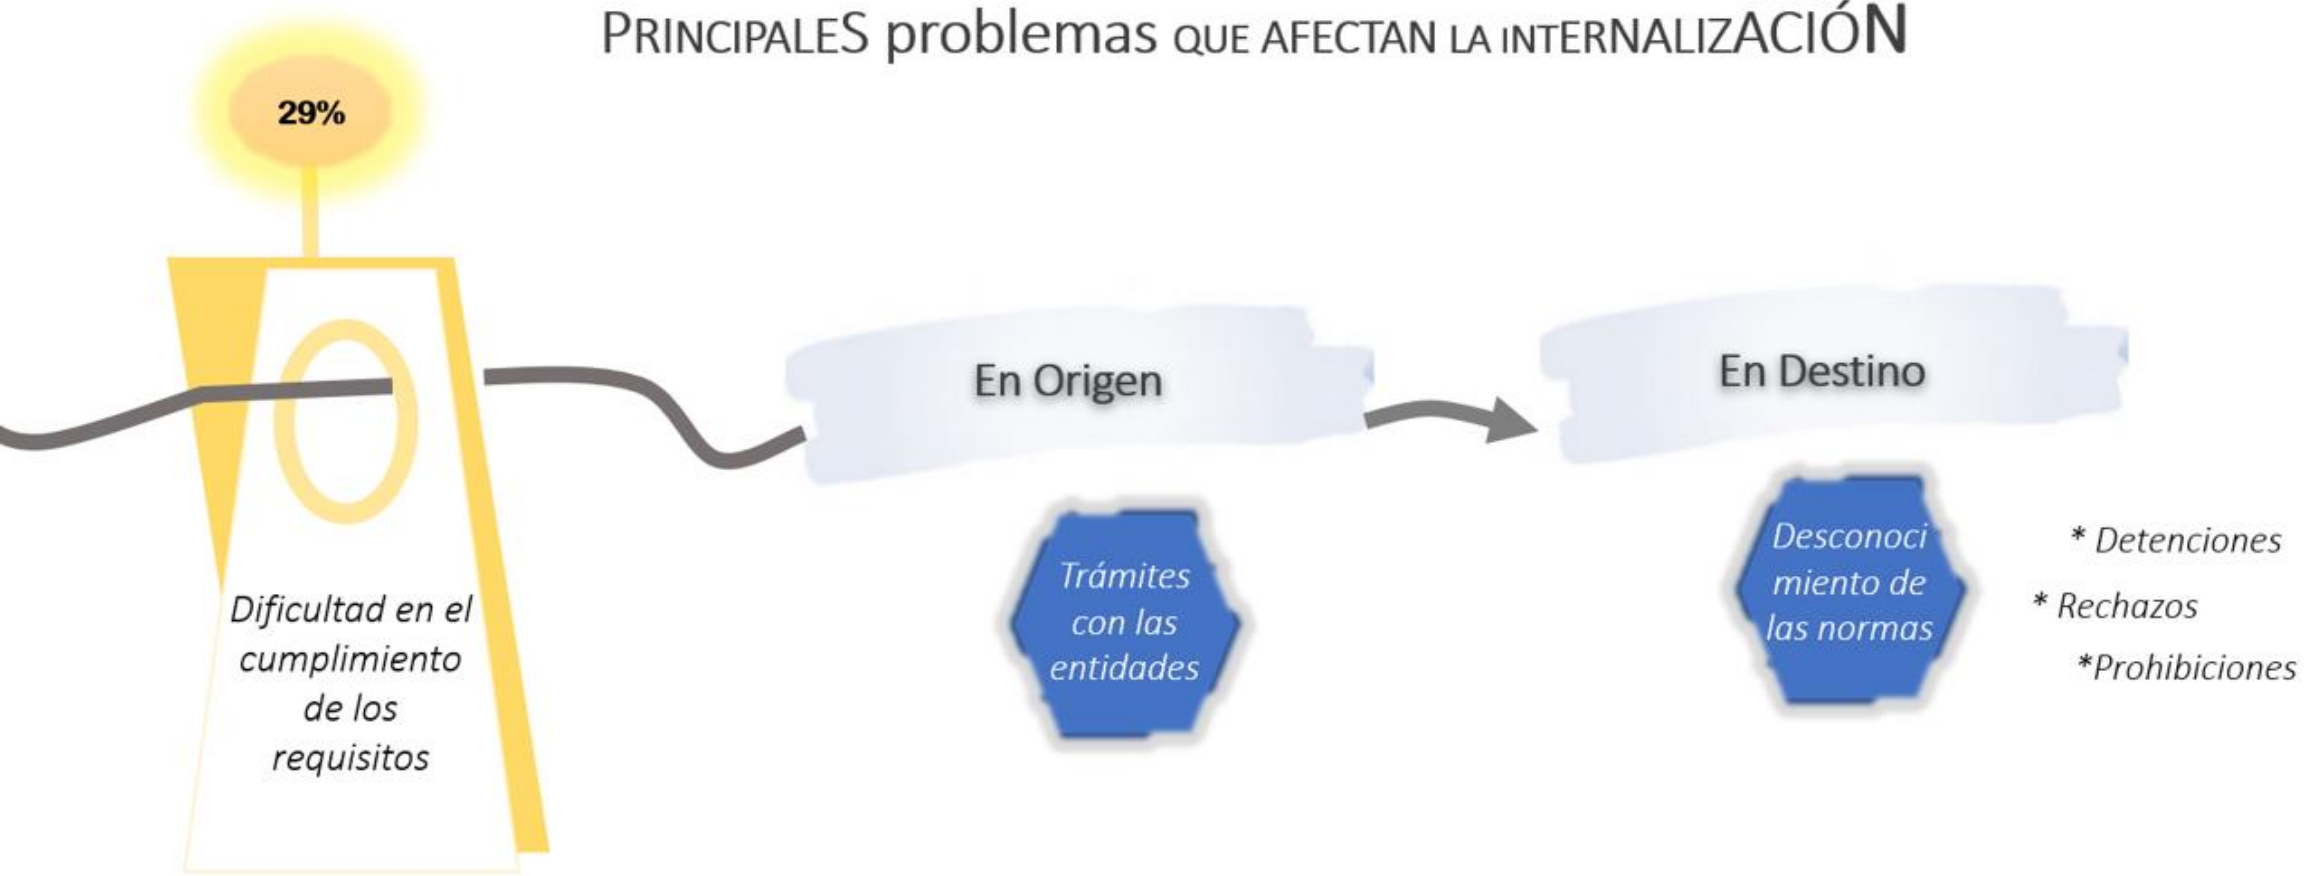 PRINCIPALES problemas QUE AFECTAN LA iNTERNALIZACIÓN
29%
Dificultad en el
cumplimiento
de los
requisitos
En Origen
Trámites
con las
entidades
En Destino
Desconoci
miento de
las normas
* Detenciones
* Rechazos
*Prohibiciones